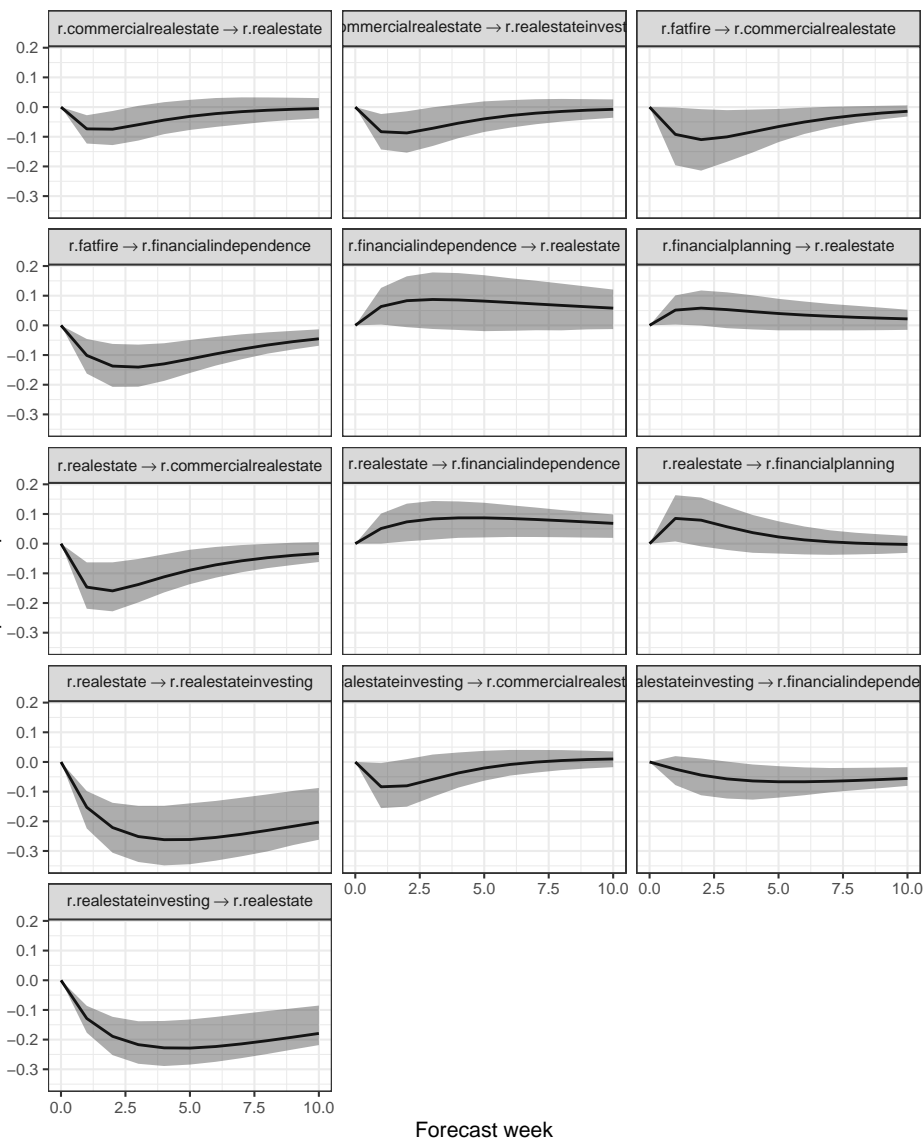 r.commercialrealestate → r.realestate
ommercialrealestate → r.realestateinvest
r.fatfire → r.commercialrealestate
0.2
0.1
0.0
−0.1
−0.2
−0.3
r.fatfire → r.financialindependence
r.financialindependence → r.realestate
r.financialplanning → r.realestate
0.2
0.1
0.0
−0.1
−0.2
−0.3
r.realestate → r.commercialrealestate
r.realestate → r.financialindependence
r.realestate → r.financialplanning
0.2
0.1
0.0
−0.1
−0.2
−0.3
r.realestate → r.realestateinvesting
alestateinvesting → r.commercialrealest
alestateinvesting → r.financialindepende
0.2
0.1
0.0
−0.1
−0.2
−0.3
0.0 2.5 5.0 7.5 10.0 0.0 2.5 5.0 7.5 10.0
r.realestateinvesting → r.realestate
0.2
0.1
0.0
−0.1
−0.2
−0.3
0.0 2.5 5.0 7.5 10.0
Forecast week